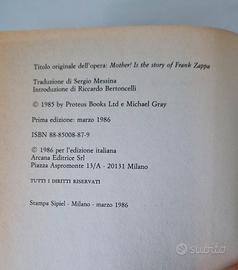 Titolo originale dell'opera: Mother! Is the story of Frank Zappa
Traduzione di Sergio Messina
Introduzione di Riccardo Bertoncelli
© 1985 by Proteus Books Ltd e Michael Gray
Prima edizione: marzo 1986
ISBN 88-85008-87-9
© 1986 per l'edizione italiana
Arcana Editrice Srl
Piazza Aspromonte 13/A - 20131 Milano
TUTTI I DIRITTI RISERVATI
Stampa Sipiel - Milano - marzo 1986
subito